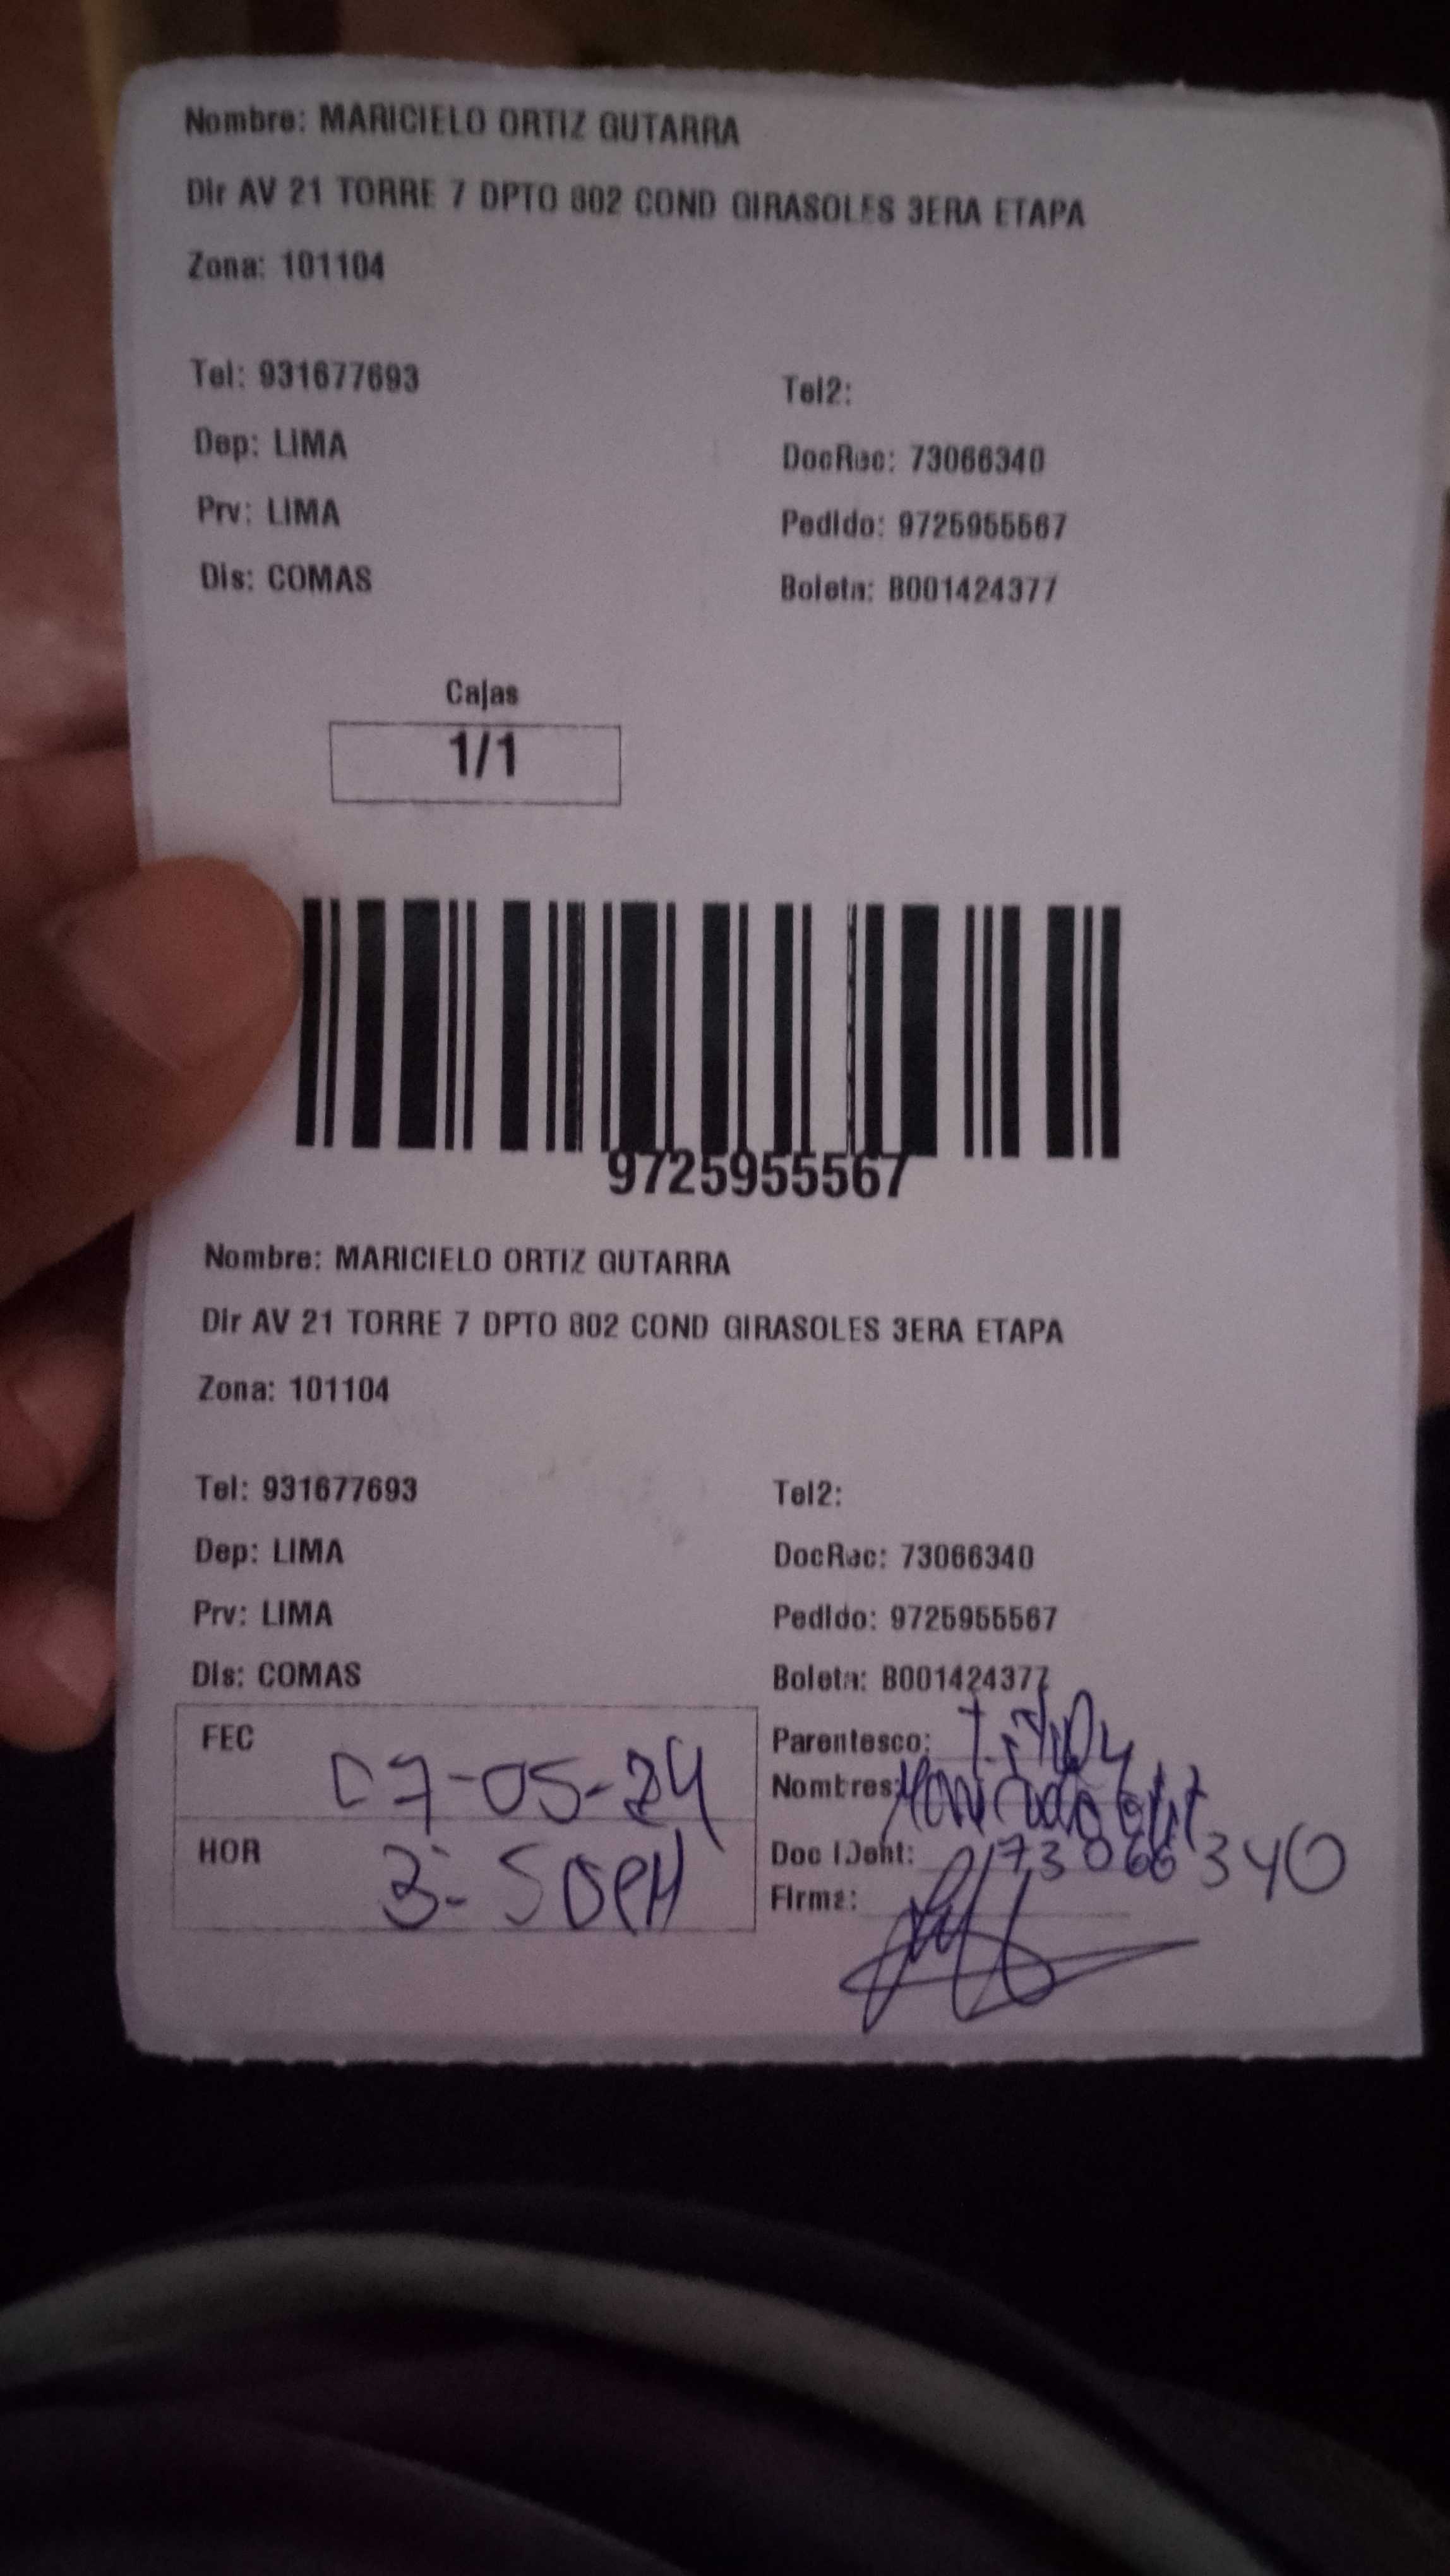 Nombre: MARICIELO ORTIZ GUTARRA
Dir AV 21 TORRE 7 DPTO 802 COND GIRASOLES 3ERA ETAPA
Zona: 101104
Tel: 931677693
Tel2:
Dep: LIMA
DocRec: 73066340
Prv: LIMA
Pedido: 9725955567
Dis: COMAS
Boleta: B001424377
Cajas
1/1
9725955567
Nombre: MARICIELO ORTIZ GUTARRA
Dir AV 21 TORRE 7 DPTO 802 COND GIRASOLES 3ERA ETAPA
Zona: 101104
Tel: 931677693
Tel2:
Dep: LIMA
DocRec: 73066340
Prv: LIMA
Pedido: 9725955567
Dis: COMAS
Boleta: B001424377
FEC 07-05-24
Parentesco:
Nombres:
HOR 3:50PM
Doc Ident: 73066340
Firma: